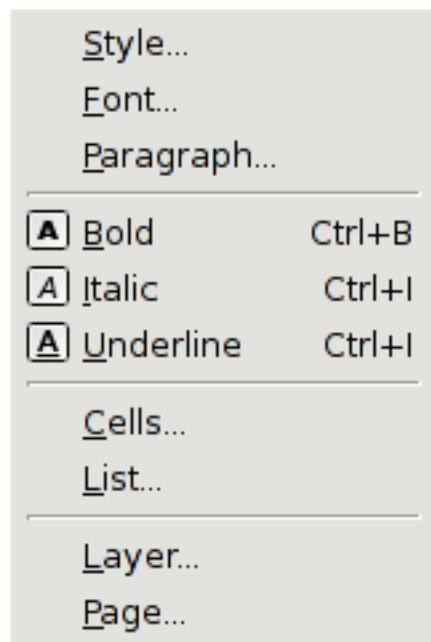 Style...
Font...
Paragraph...
A Bold Ctrl+B
A Italic Ctrl+I
A Underline Ctrl+I
Cells...
List...
Layer...
Page...